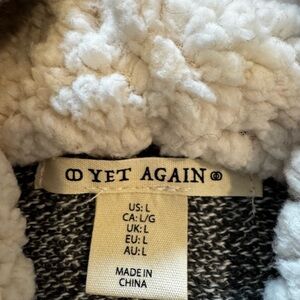 YET AGAIN
US: L
CA: L/G
UK: L
EU: L
AU: L
MADE IN
CHINA